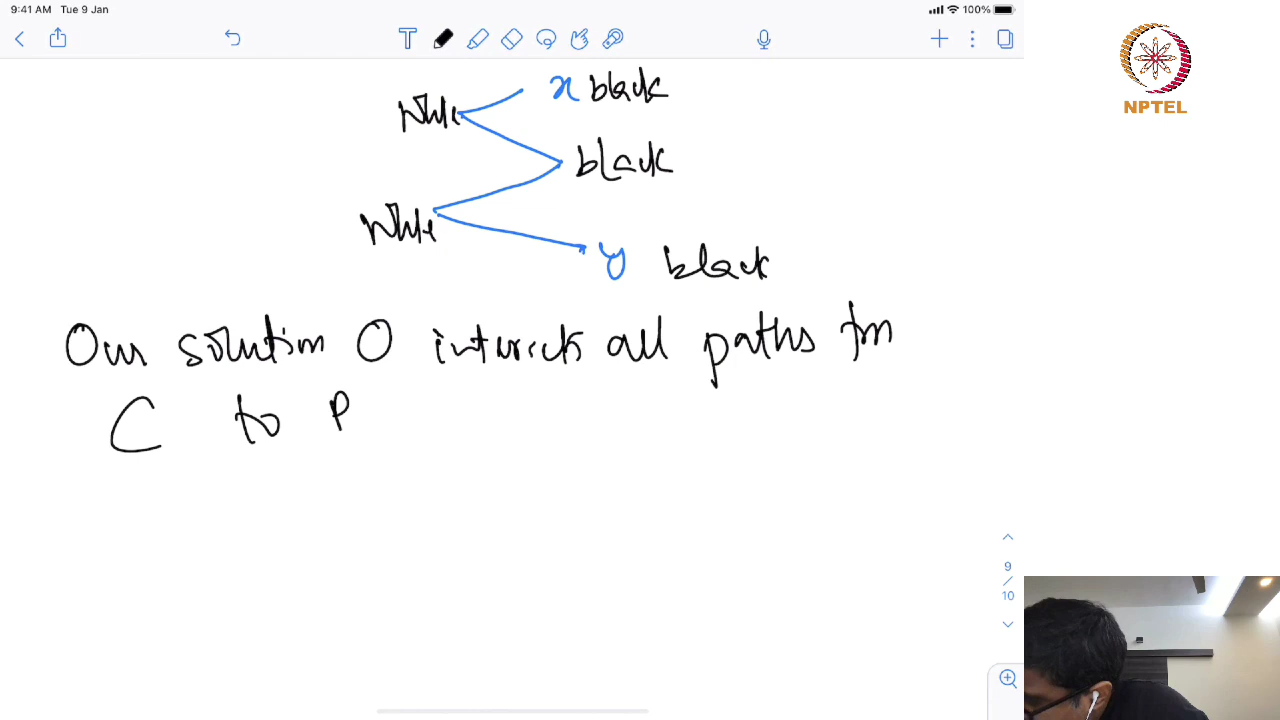 9:41 AM Tue 9 Jan
100%
T
NPTEL
White
x black
black
White
y black
Our solution O intersects all paths from
C to P
9
/
10